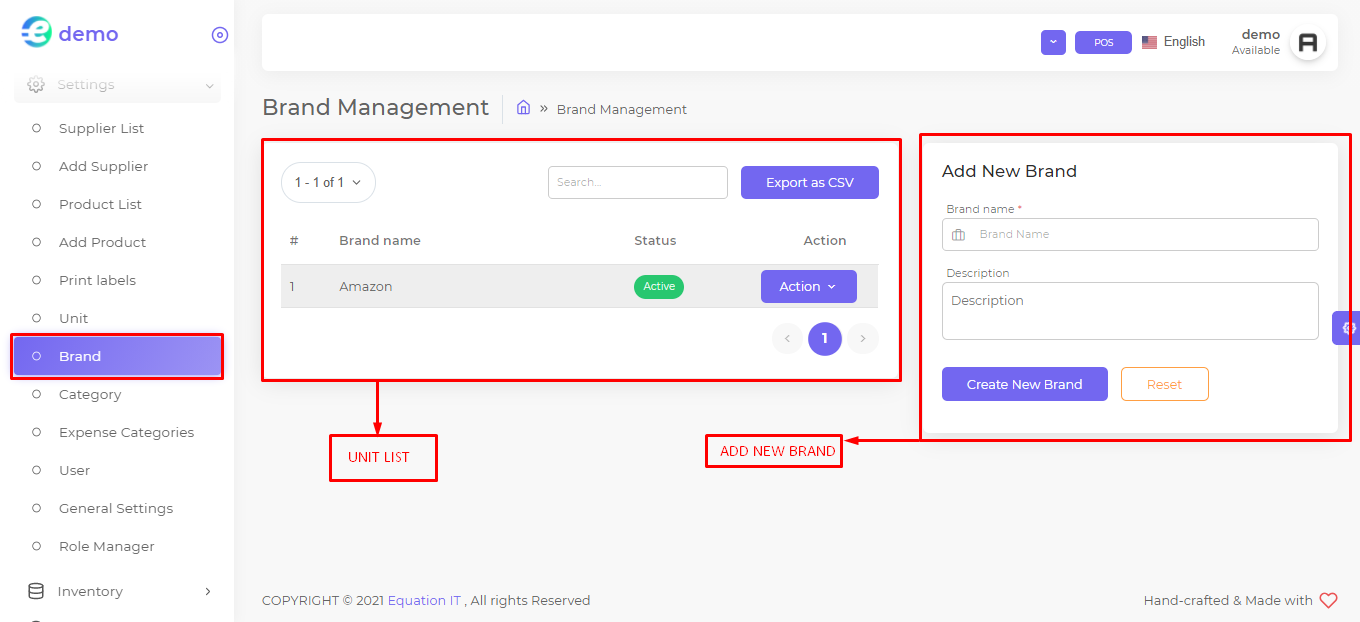 demo
Settings
Supplier List
Add Supplier
Product List
Add Product
Print labels
Unit
Brand
Category
Expense Categories
User
General Settings
Role Manager
Inventory
POS
English
demo
Available
Brand Management
» Brand Management
1 - 1 of 1
Search...
Export as CSV
# Brand name Status Action
1 Amazon Active Action
1
UNIT LIST
Add New Brand
Brand name *
Brand Name
Description
Description
Create New Brand
Reset
ADD NEW BRAND
COPYRIGHT © 2021 Equation IT , All rights Reserved
Hand-crafted & Made with